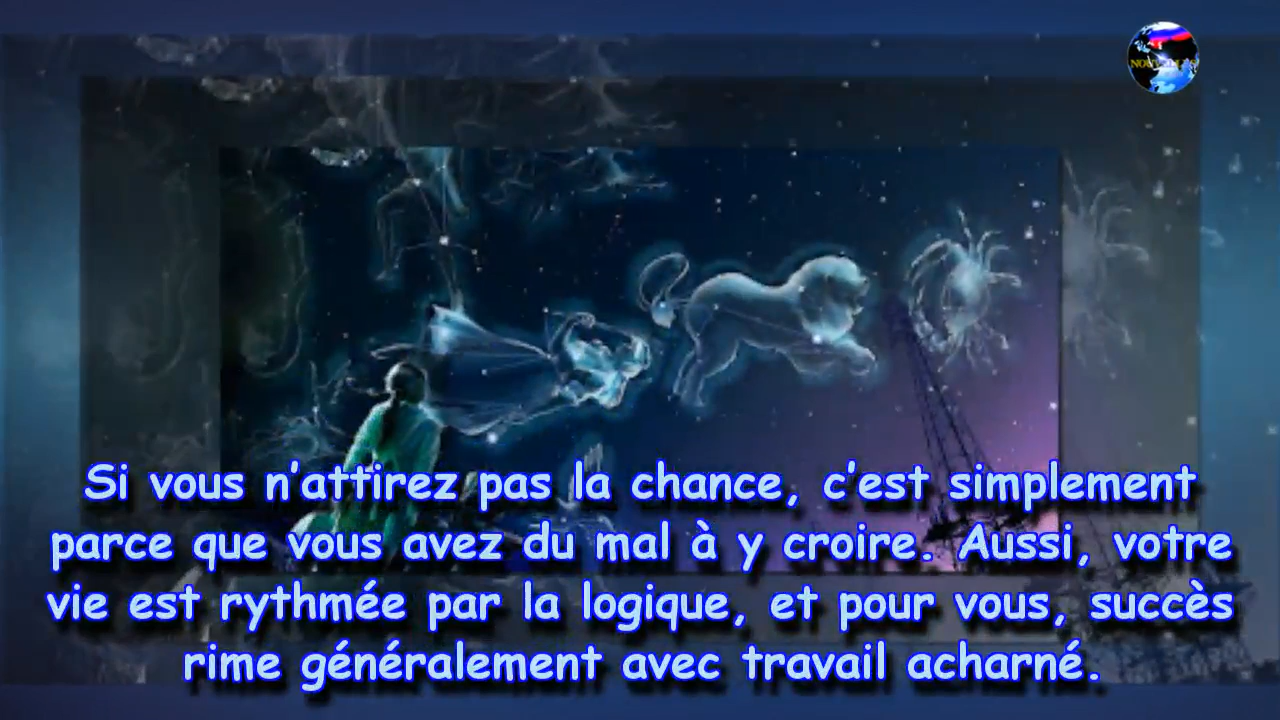 NOUVELLES
Si vous n'attirez pas la chance, c'est simplement
parce que vous avez du mal à y croire. Aussi, votre
vie est rythmée par la logique, et pour vous, succès
rime généralement avec travail acharné.